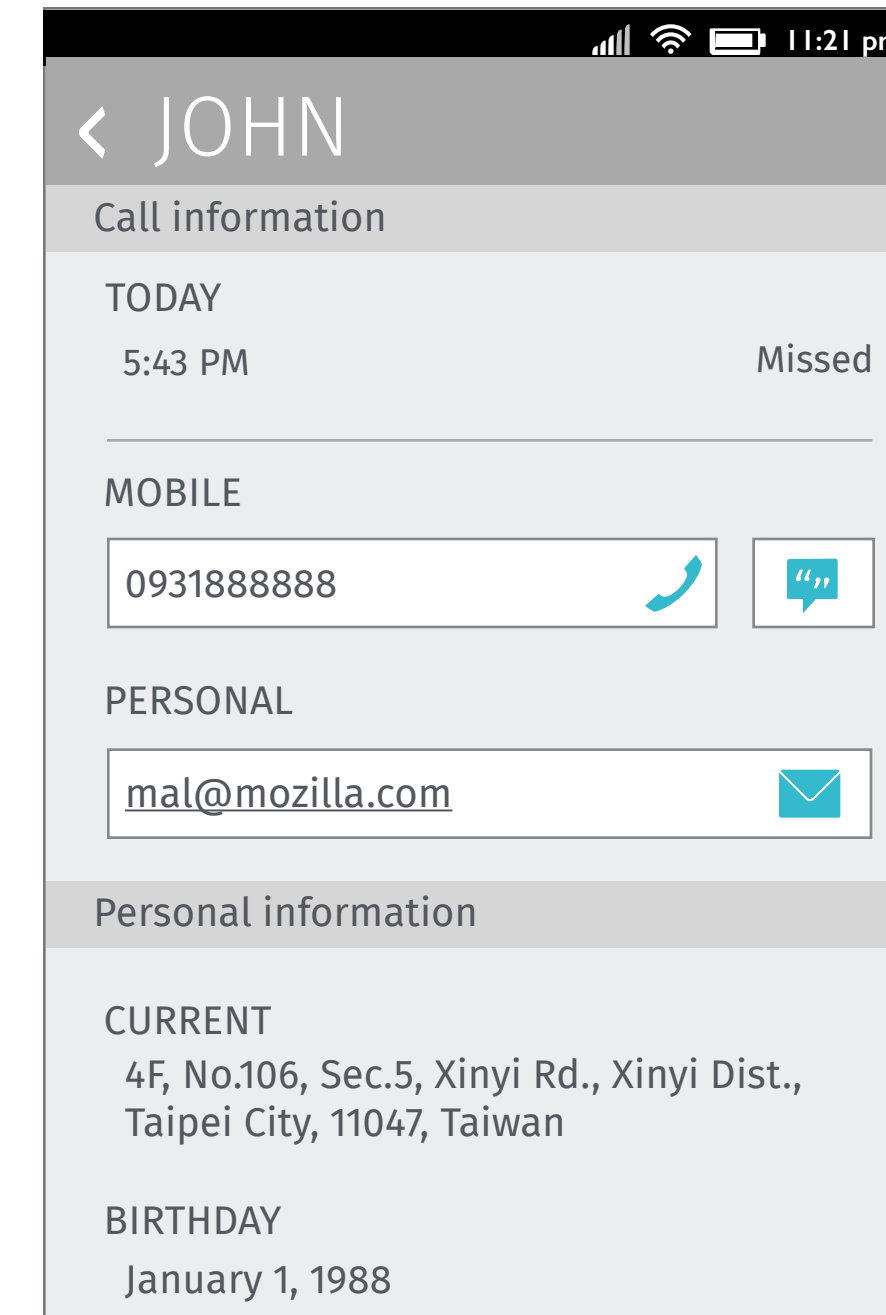 11:21 pm
JOHN
Call information
TODAY
5:43 PM
Missed
MOBILE
0931888888
PERSONAL
mal@mozilla.com
Personal information
CURRENT
4F, No.106, Sec.5, Xinyi Rd., Xinyi Dist.,
Taipei City, 11047, Taiwan
BIRTHDAY
January 1, 1988